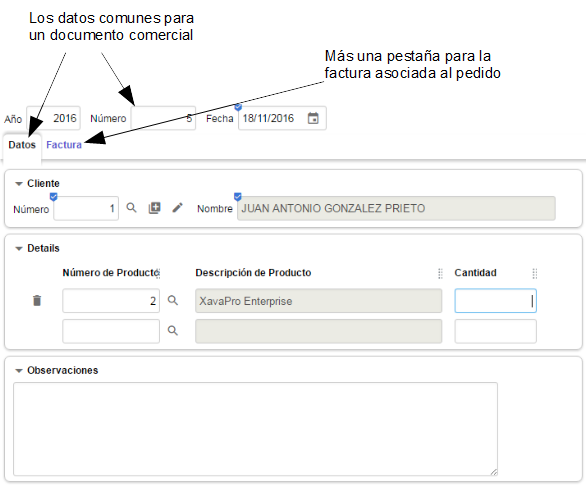 Los datos comunes para
un documento comercial
Más una pestaña para la
factura asociada al pedido
Año 2016 Número 5 Fecha 18/11/2016
Datos Factura
Cliente
Número 1 Nombre JUAN ANTONIO GONZALEZ PRIETO
Details
Número de Producto Descripción de Producto Cantidad
2 XavaPro Enterprise
Observaciones